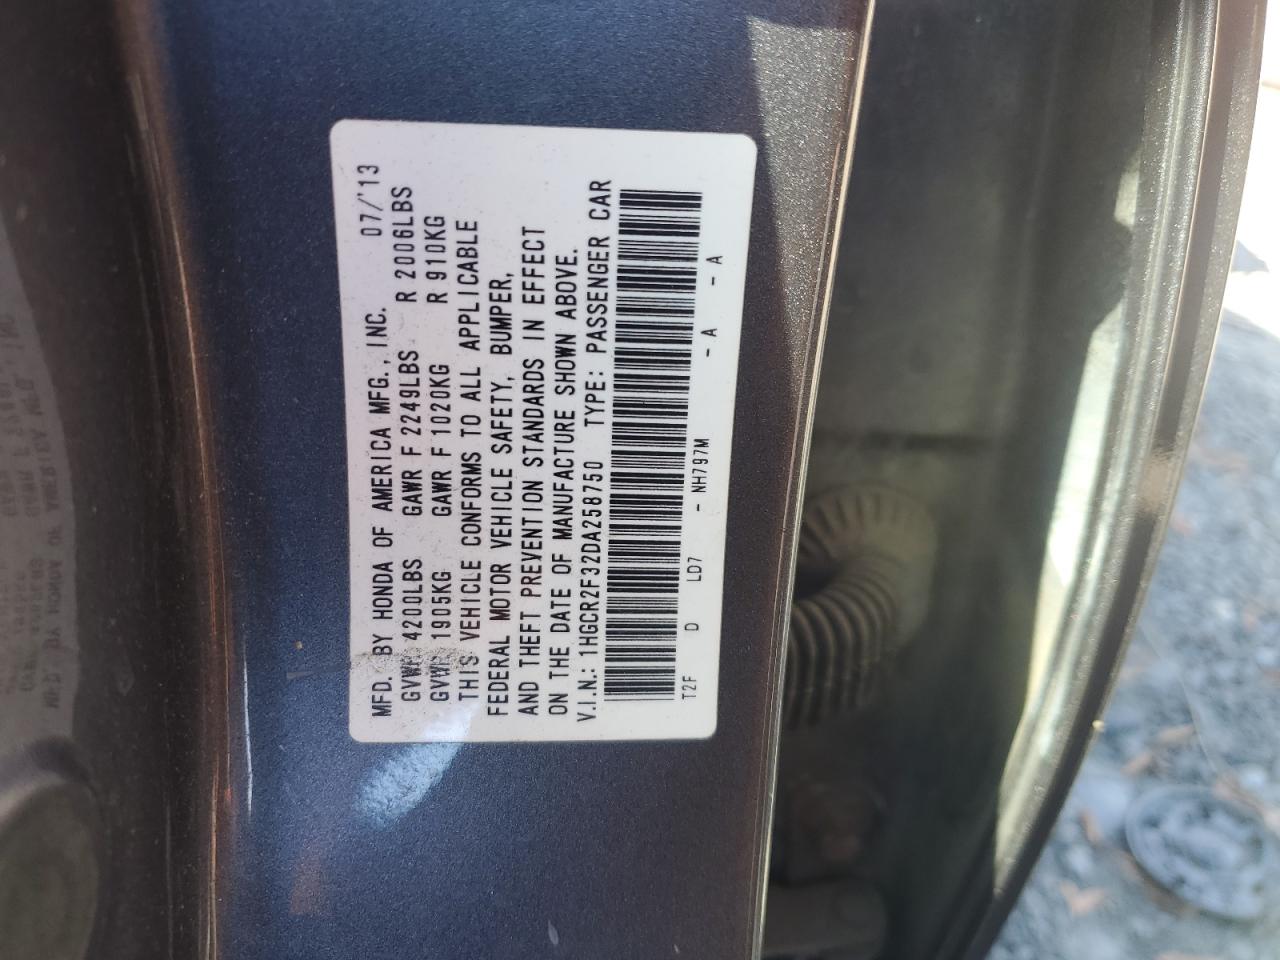 MFD. BY HONDA OF AMERICA MFG., INC. 07/'13
GVWR 4200LBS GAWR F 2249LBS R 2006LBS
GVWR 1909KG GAWR F 1020KG R 910KG
THIS VEHICLE CONFORMS TO ALL APPLICABLE
FEDERAL MOTOR VEHICLE SAFETY, BUMPER,
AND THEFT PREVENTION STANDARDS IN EFFECT
ON THE DATE OF MANUFACTURE SHOWN ABOVE.
V.I.N.: 1HGCR2F32DA258750 TYPE: PASSENGER CAR
T2F D LD7 - NH797M - A - A